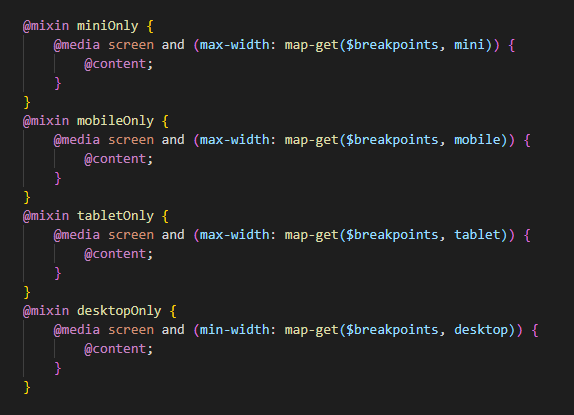 @mixin miniOnly {
    @media screen and (max-width: map-get($breakpoints, mini)) {
        @content;
    }
}
@mixin mobileOnly {
    @media screen and (max-width: map-get($breakpoints, mobile)) {
        @content;
    }
}
@mixin tabletOnly {
    @media screen and (max-width: map-get($breakpoints, tablet)) {
        @content;
    }
}
@mixin desktopOnly {
    @media screen and (min-width: map-get($breakpoints, desktop)) {
        @content;
    }
}